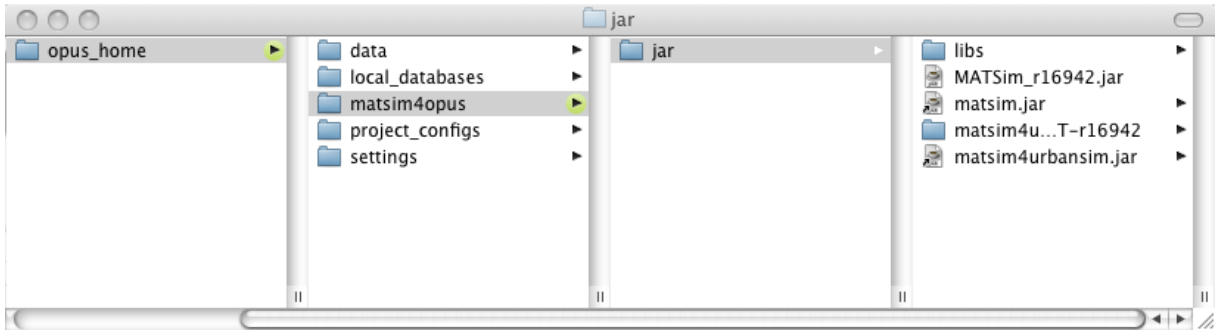 jar
opus_home
data
local_databases
matsim4opus
project_configs
settings
jar
libs
MATSim_r16942.jar
matsim.jar
matsim4u...T-r16942
matsim4urbansim.jar